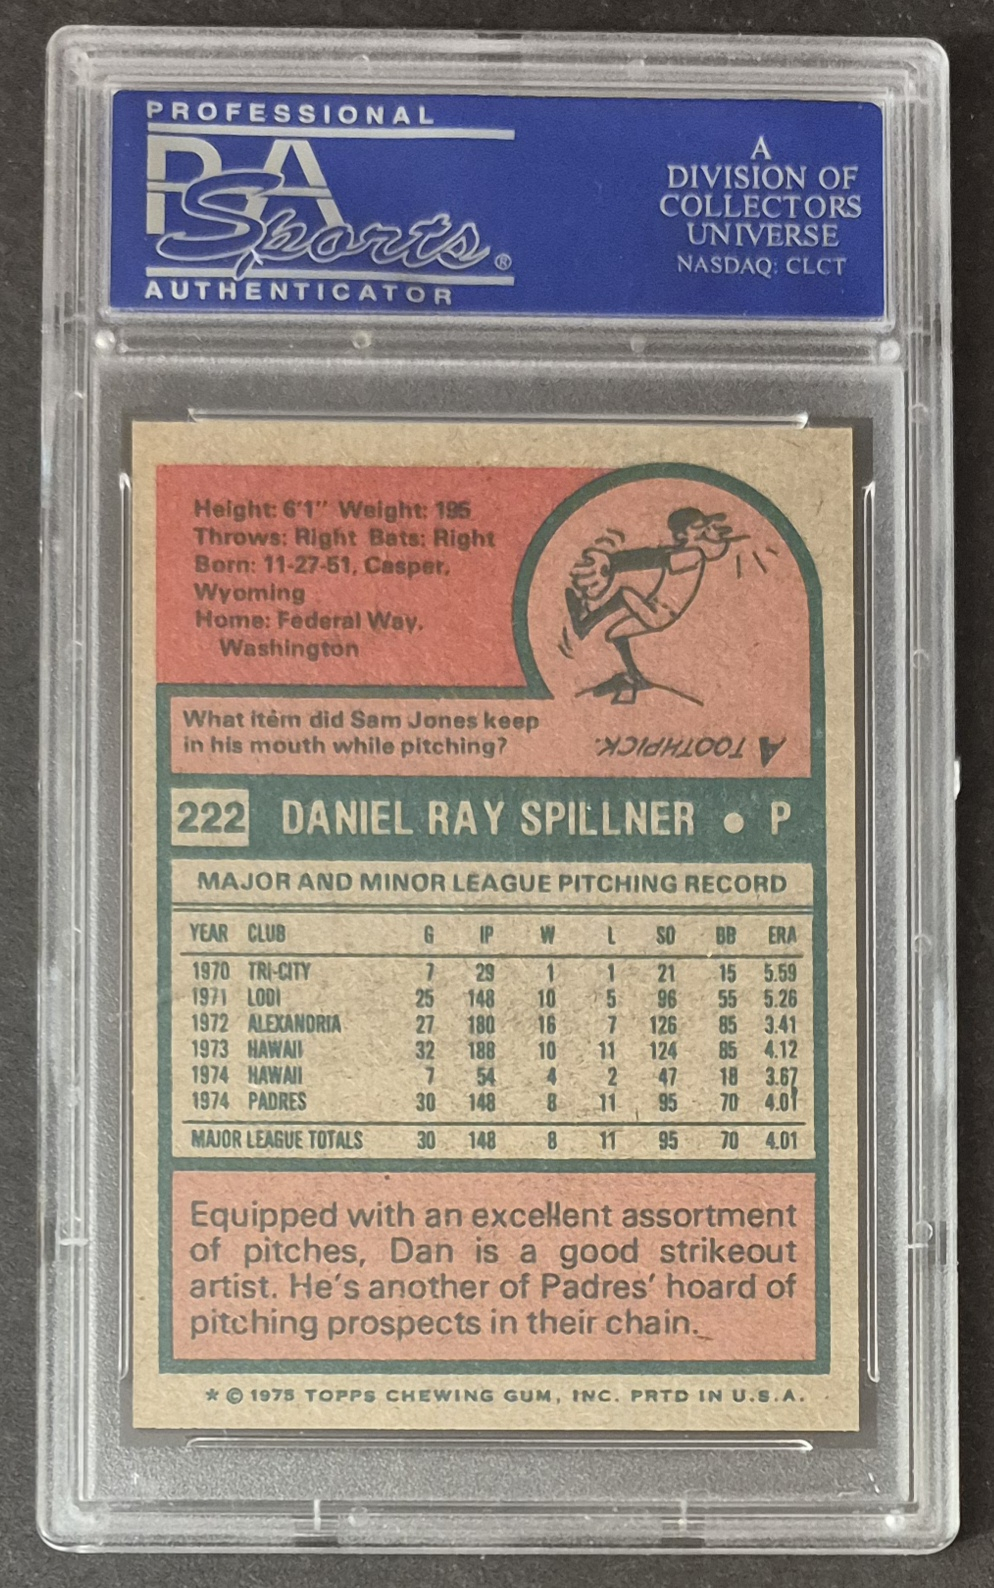 PROFESSIONAL
PSA
Sports®
AUTHENTICATOR
A
DIVISION OF
COLLECTORS
UNIVERSE
NASDAQ: CLCT
Height: 6'1" Weight: 195
Throws: Right Bats: Right
Born: 11-27-51, Casper,
Wyoming
Home: Federal Way,
Washington
What item did Sam Jones keep
in his mouth while pitching?
A TOOTHPICK.
222 DANIEL RAY SPILLNER • P
MAJOR AND MINOR LEAGUE PITCHING RECORD
YEAR CLUB G IP W L SO BB ERA
1970 TRI-CITY 7 29 1 1 21 15 5.59
1971 LODI 25 148 10 5 96 55 5.26
1972 ALEXANDRIA 27 180 16 7 126 85 3.41
1973 HAWAII 32 188 10 11 124 85 4.12
1974 HAWAII 7 54 4 2 47 18 3.67
1974 PADRES 30 148 8 11 95 70 4.01
MAJOR LEAGUE TOTALS 30 148 8 11 95 70 4.01
Equipped with an excellent assortment
of pitches, Dan is a good strikeout
artist. He's another of Padres' hoard of
pitching prospects in their chain.
* © 1975 TOPPS CHEWING GUM, INC. PRTD IN U.S.A.